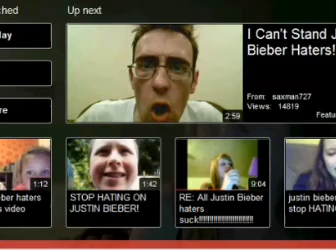 ched
Up next
lay
I Can't Stand J
Bieber Haters!
re
2:59
From: saxman727
Views: 14819
Featu
1:12
1:42
9:04
eber haters
s video
STOP HATING ON
JUSTIN BIEBER!
RE: All Justin Bieber
haters
suck!!!!!!!!!!!!!!!!!!!!!!!!!!!!
justin bieber
stop HATING